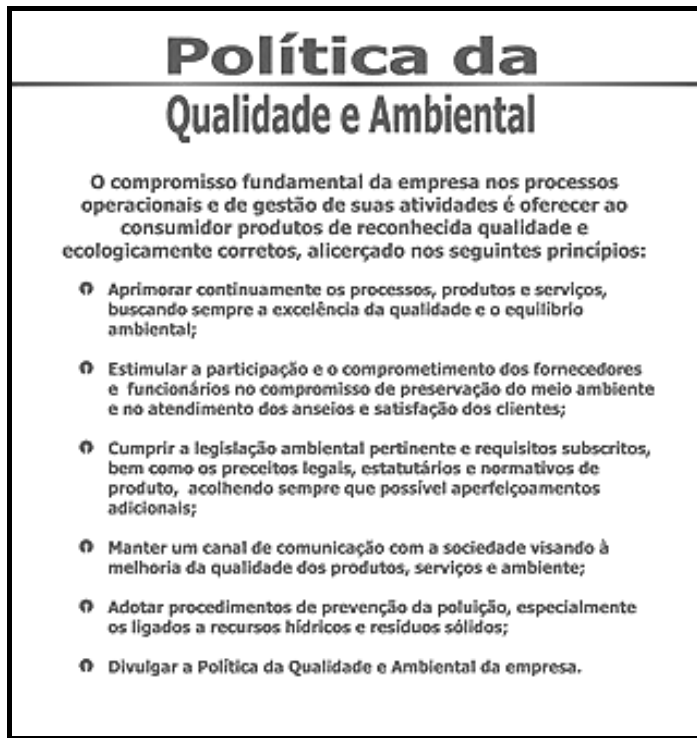 Política da
Qualidade e Ambiental
O compromisso fundamental da empresa nos processos
operacionais e de gestão de suas atividades é oferecer ao
consumidor produtos de reconhecida qualidade e
ecologicamente corretos, alicerçado nos seguintes princípios:
Aprimorar continuamente os processos, produtos e serviços,
buscando sempre a excelência da qualidade e o equilíbrio
ambiental;
Estimular a participação e o comprometimento dos fornecedores
e funcionários no compromisso de preservação do meio ambiente
e no atendimento dos anseios e satisfação dos clientes;
Cumprir a legislação ambiental pertinente e requisitos subscritos,
bem como os preceitos legais, estatutários e normativos de
produto, acolhendo sempre que possível aperfeiçoamentos
adicionais;
Manter um canal de comunicação com a sociedade visando à
melhoria da qualidade dos produtos, serviços e ambiente;
Adotar procedimentos de prevenção da poluição, especialmente
os ligados a recursos hídricos e resíduos sólidos;
Divulgar a Política da Qualidade e Ambiental da empresa.